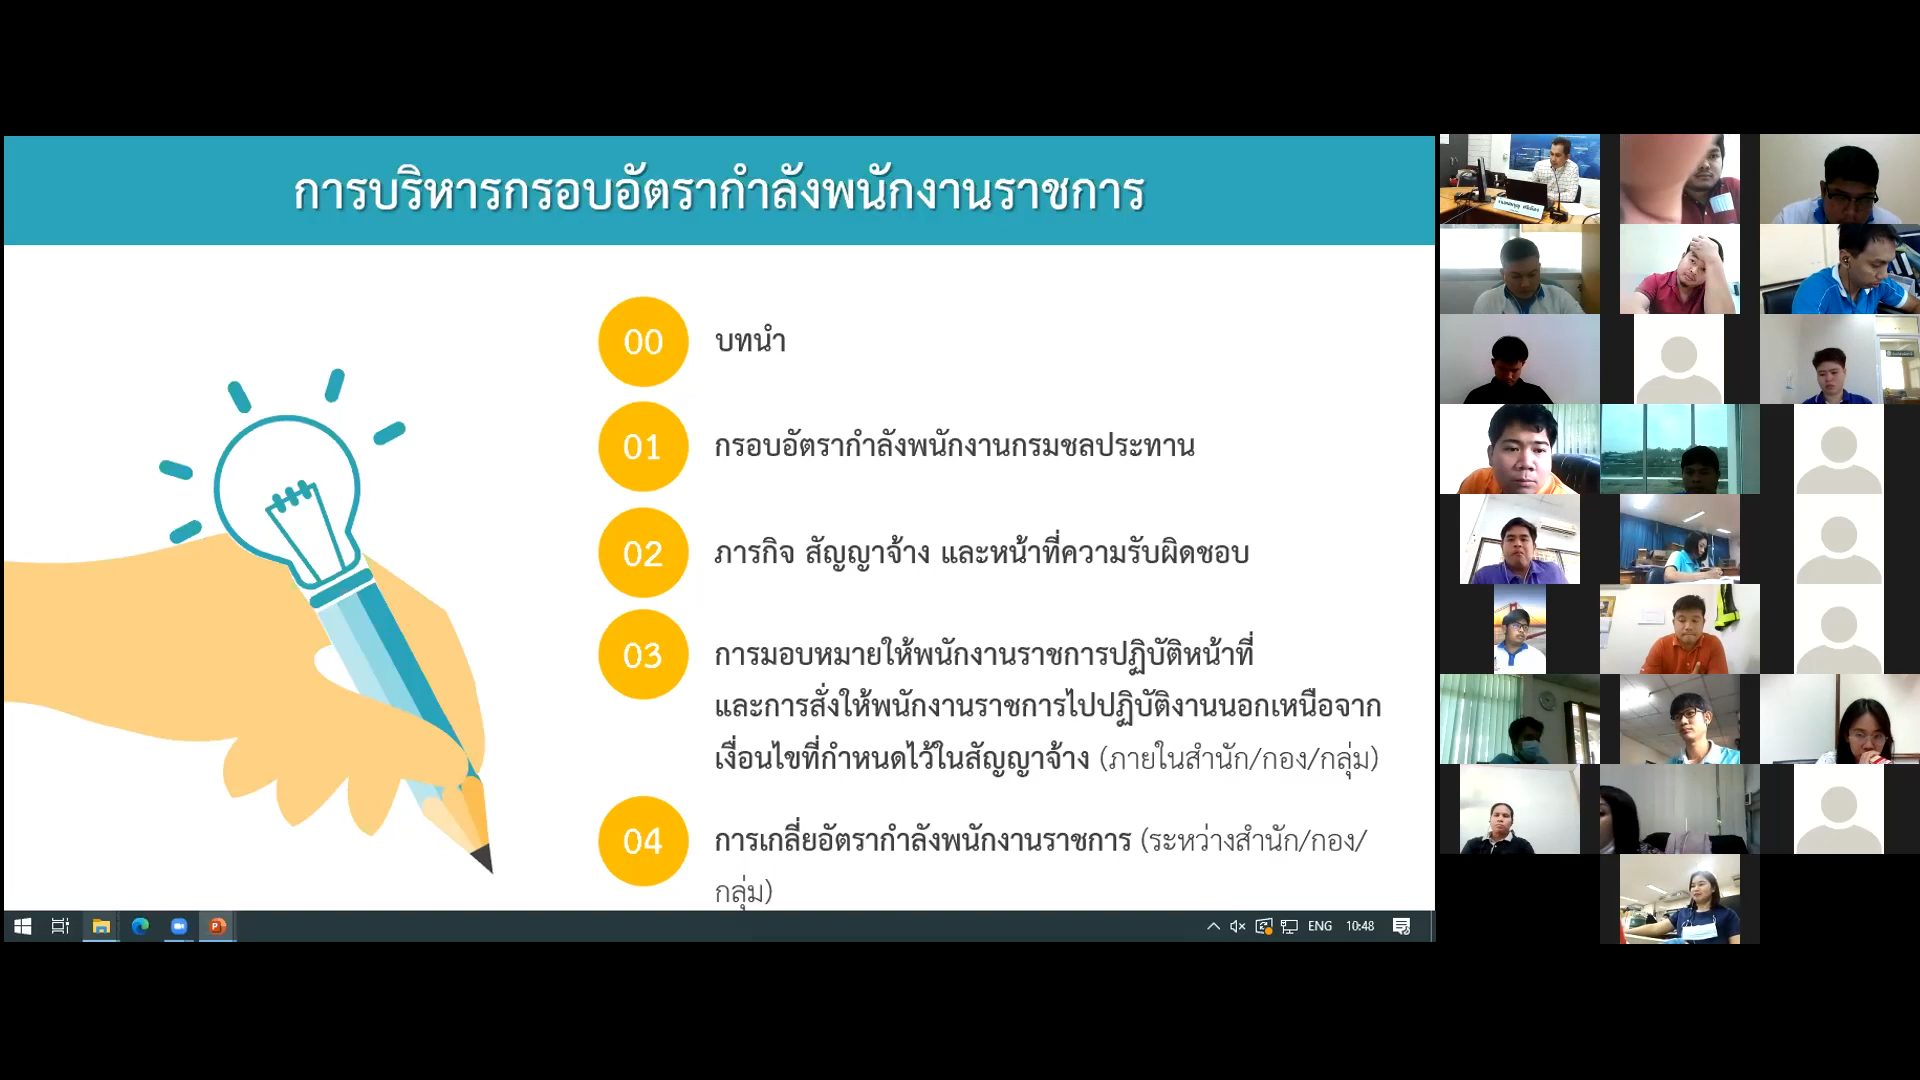 การบริหารกรอบอัตรากำลังพนักงานราชการ
00
บทนำ
01
กรอบอัตรากำลังพนักงานกรมชลประทาน
02
ภารกิจ สัญญาจ้าง และหน้าที่ความรับผิดชอบ
03
การมอบหมายให้พนักงานราชการปฏิบัติหน้าที่
และการสั่งให้พนักงานราชการไปปฏิบัติงานนอกเหนือจาก
เงื่อนไขที่กำหนดไว้ในสัญญาจ้าง (ภายในสำนัก/กอง/กลุ่ม)
04
การเกลี่ยอัตรากำลังพนักงานราชการ (ระหว่างสำนัก/กอง/
กลุ่ม)
ENG
10:48